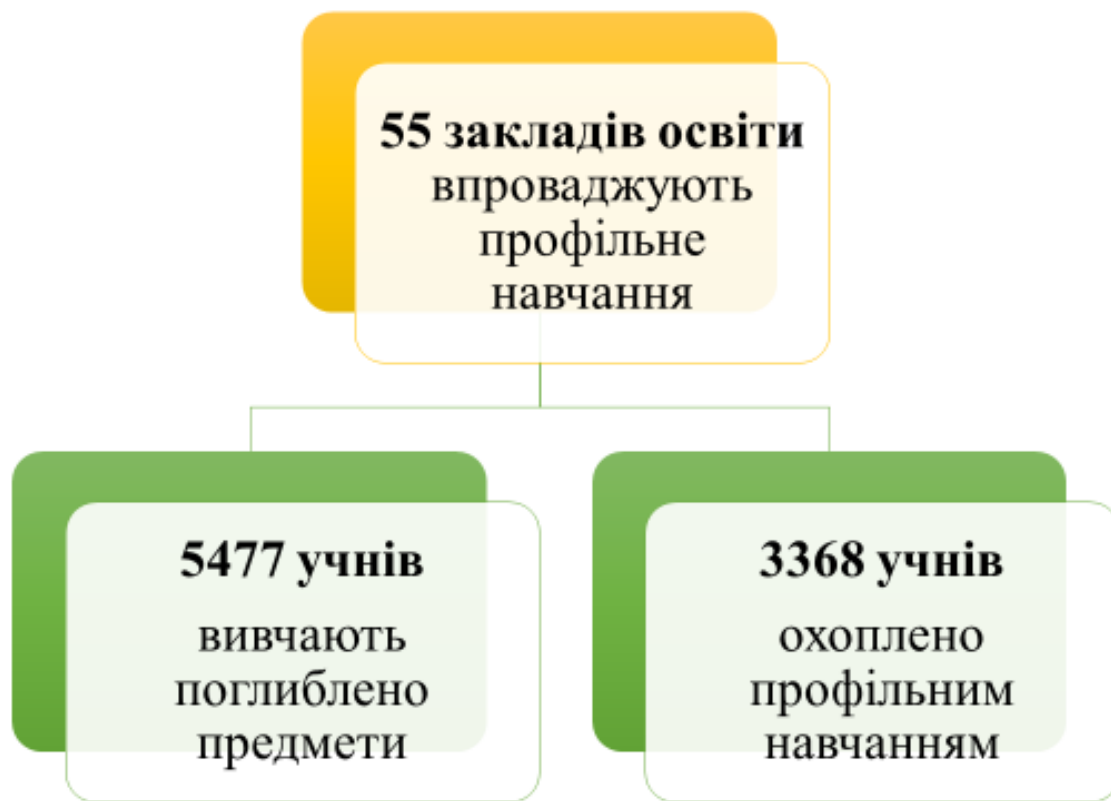 55 закладів освіти
впроваджують
профільне
навчання
5477 учнів
вивчають
поглиблено
предмети
3368 учнів
охоплено
профільним
навчанням